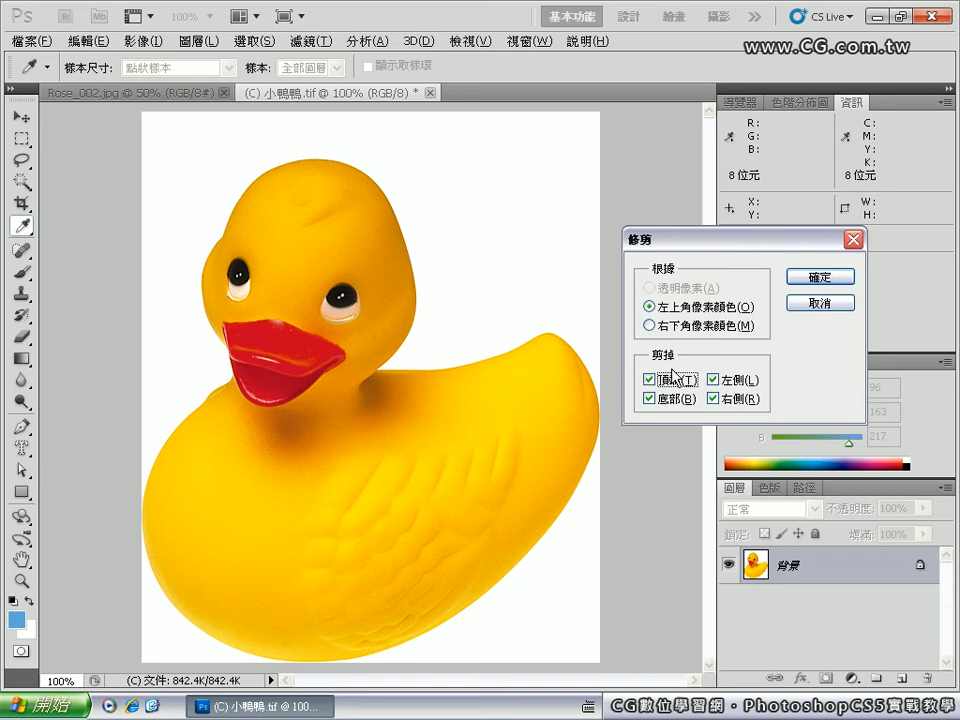 Ps Br Mb 100% 基本功能 設計 繪畫 攝影 CS Live
檔案(F) 編輯(E) 影像(I) 圖層(L) 選取(S) 濾鏡(T) 分析(A) 3D(D) 檢視(V) 視窗(W) 說明(H)
www.CG.com.tw
樣本尺寸: 點狀樣本 樣本: 全部圖層 顯示取樣環
Rose_002.jpg @ 50% (RGB/8#) (C) 小鴨鴨.tif @ 100% (RGB/8) *
導覽器 色階分佈圖 資訊
R: C:
G: M:
B: Y:
K:
8 位元 8 位元
X: W:
Y: H:
修剪
根據
透明像素(A)
左上角像素顏色(O)
右下角像素顏色(M)
確定
取消
剪掉
(T) 左側(L)
底部(B) 右側(R)
96
163
B 217
圖層 色版 路徑
正常 不透明度: 100%
鎖定: 填滿: 100%
背景
100% (C) 文件: 842.4K/842.4K
開始 Ps (C) 小鴨鴨.tif @ 100... CG數位學習網‧PhotoshopCS5實戰教學